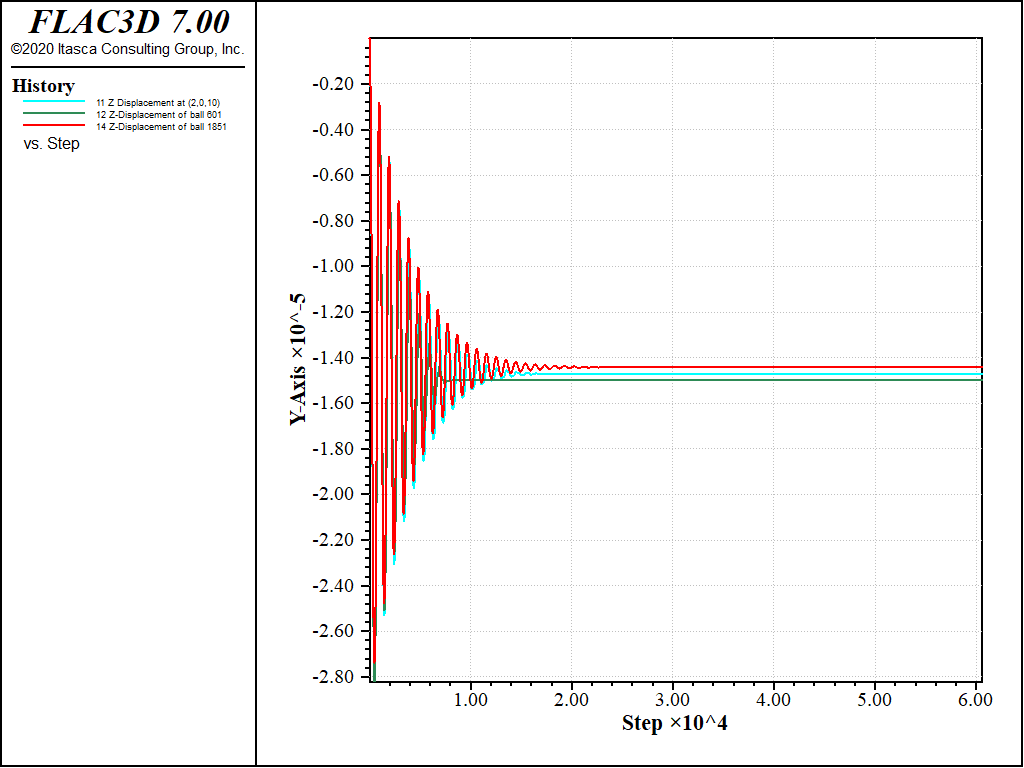 FLAC3D 7.00
©2020 Itasca Consulting Group, Inc.
History
11 Z Displacement at (2,0,10)
12 Z-Displacement of ball 601
14 Z-Displacement of ball 1851
vs. Step
Y-Axis ×10^-5
-0.20
-0.40
-0.60
-0.80
-1.00
-1.20
-1.40
-1.60
-1.80
-2.00
-2.20
-2.40
-2.60
-2.80
1.00 2.00 3.00 4.00 5.00 6.00
Step ×10^4